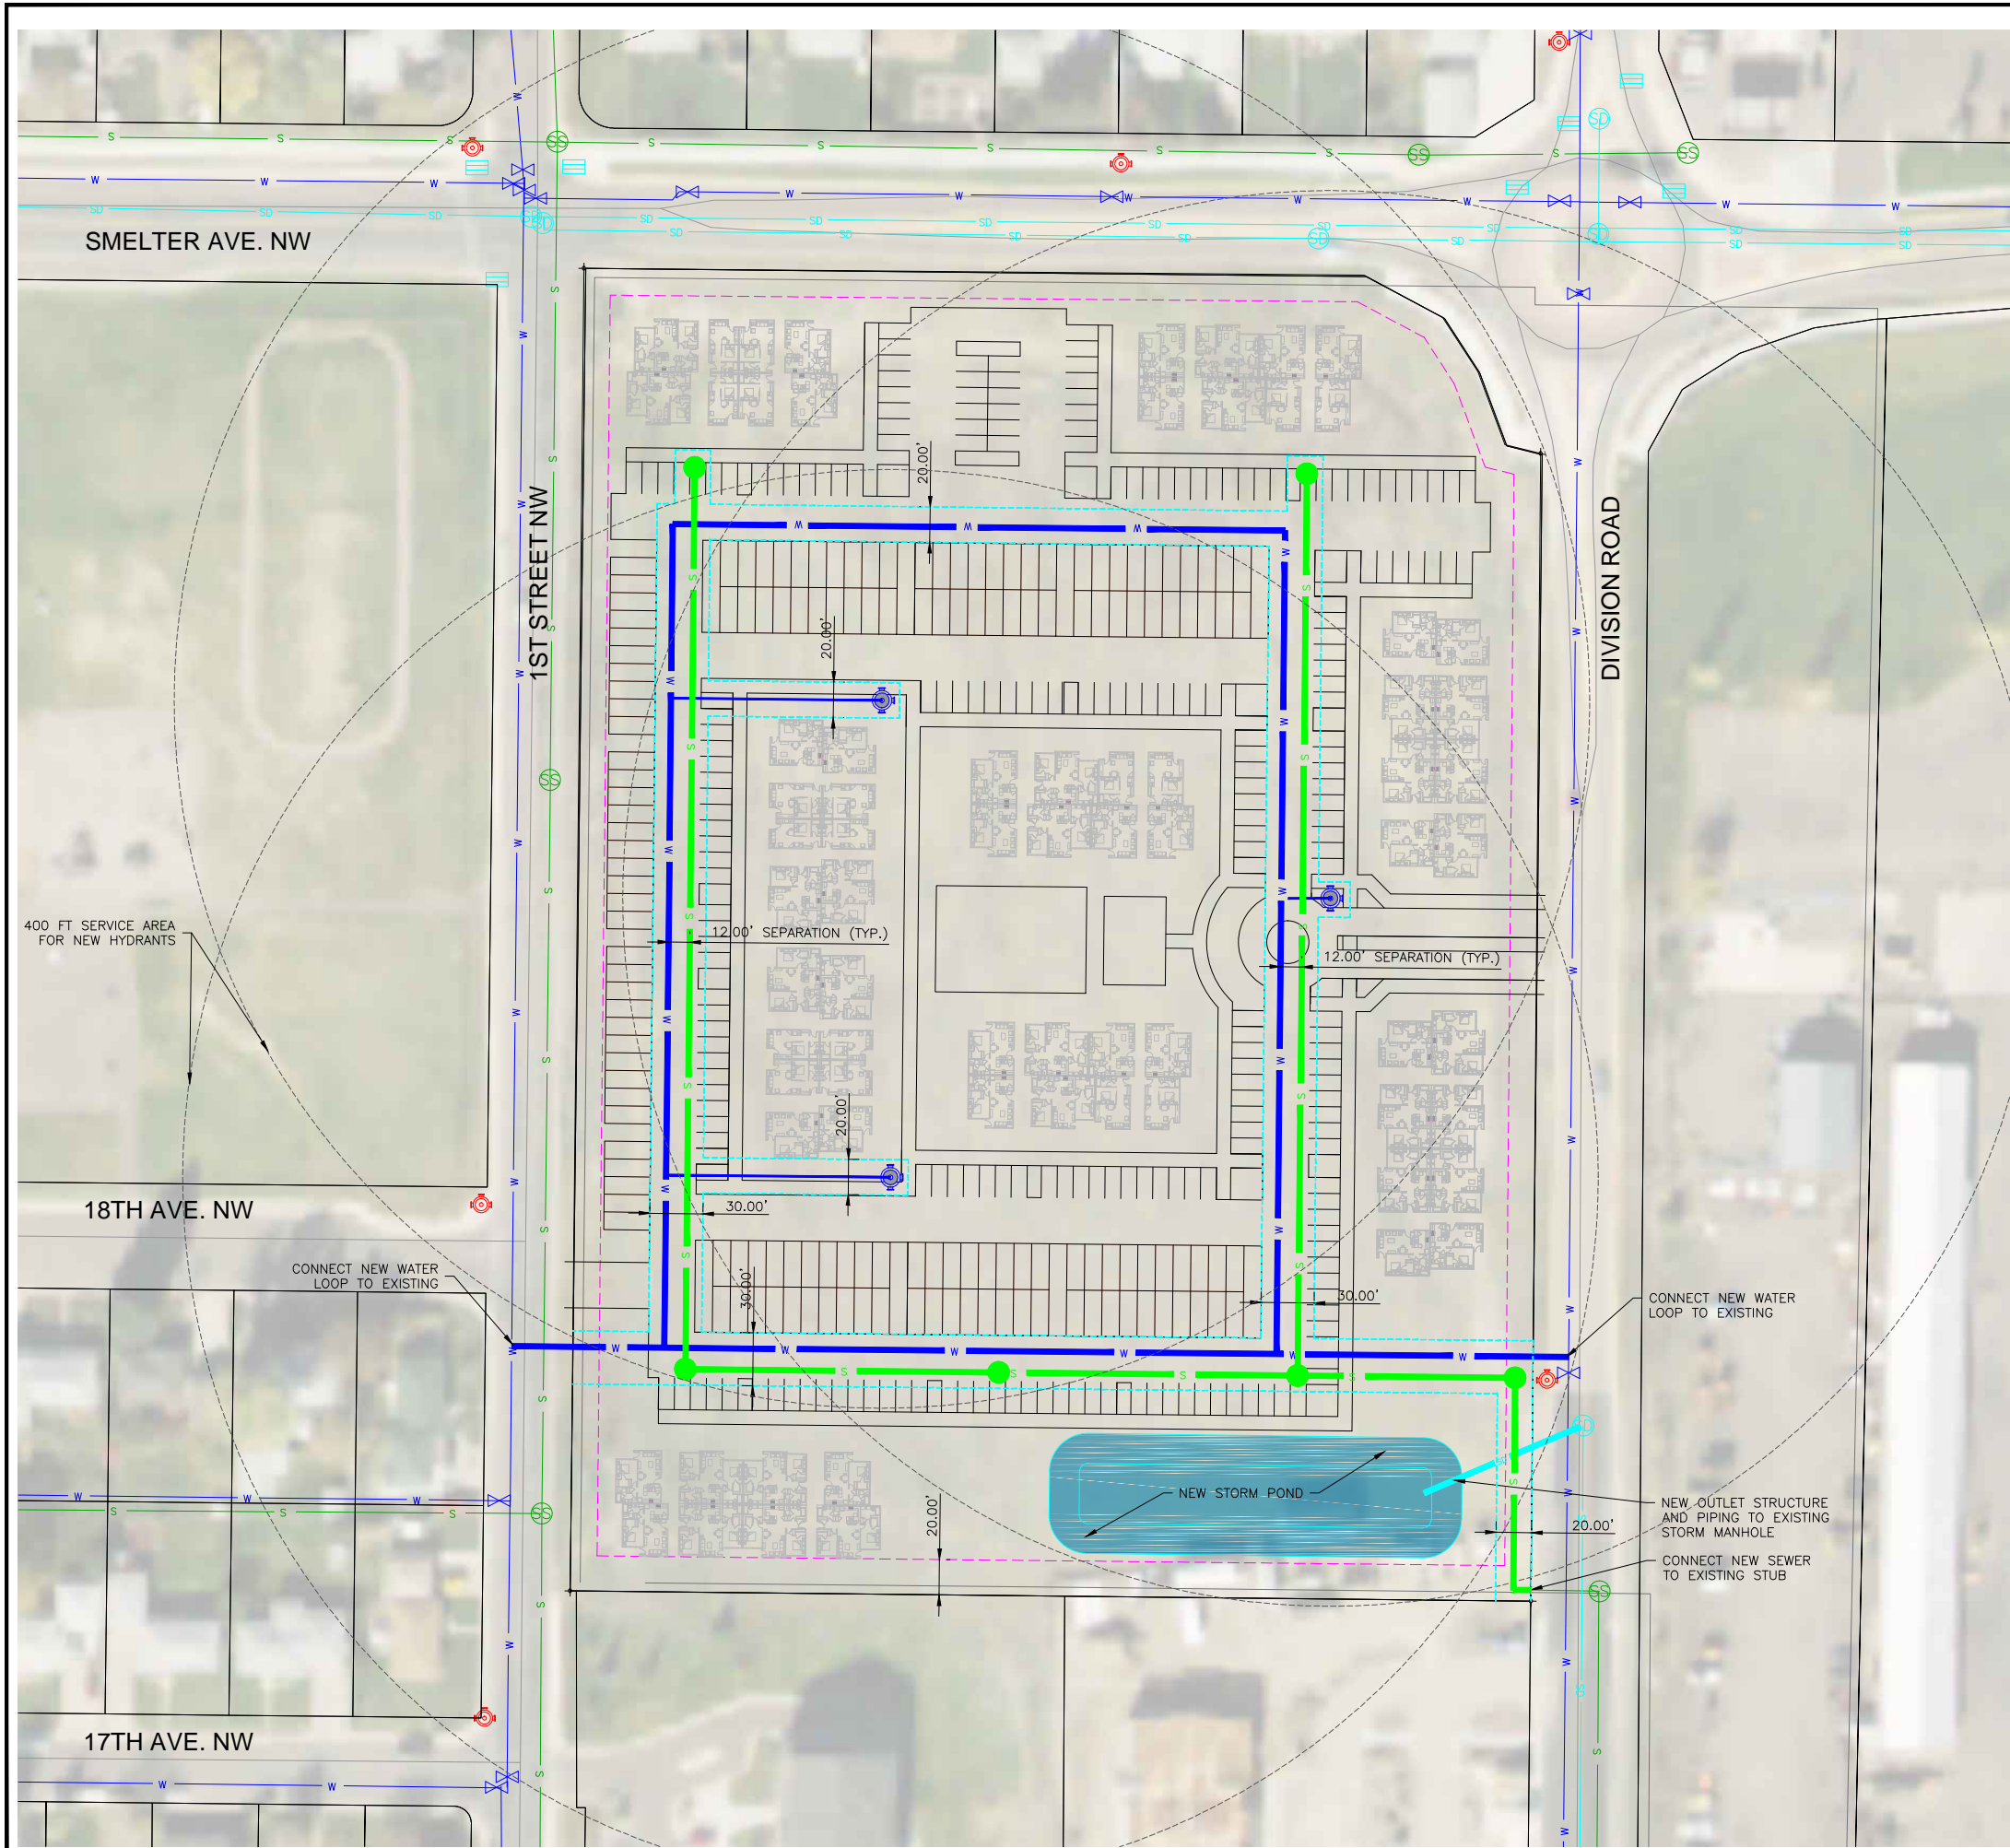 SMELTER AVE. NW
1ST STREET NW
DIVISION ROAD
20.00'
20.00'
400 FT SERVICE AREA
FOR NEW HYDRANTS
12.00' SEPARATION (TYP.)
12.00' SEPARATION (TYP.)
20.00'
30.00'
18TH AVE. NW
CONNECT NEW WATER
LOOP TO EXISTING
30.00'
30.00'
CONNECT NEW WATER
LOOP TO EXISTING
NEW STORM POND
20.00'
NEW OUTLET STRUCTURE
AND PIPING TO EXISTING
STORM MANHOLE
20.00'
CONNECT NEW SEWER
TO EXISTING STUB
17TH AVE. NW